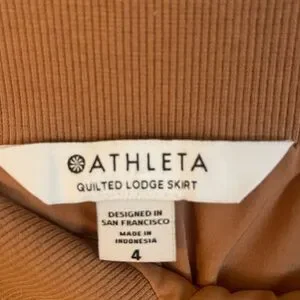 ATHLETA
QUILTED LODGE SKIRT
DESIGNED IN
SAN FRANCISCO
MADE IN
INDONESIA
4